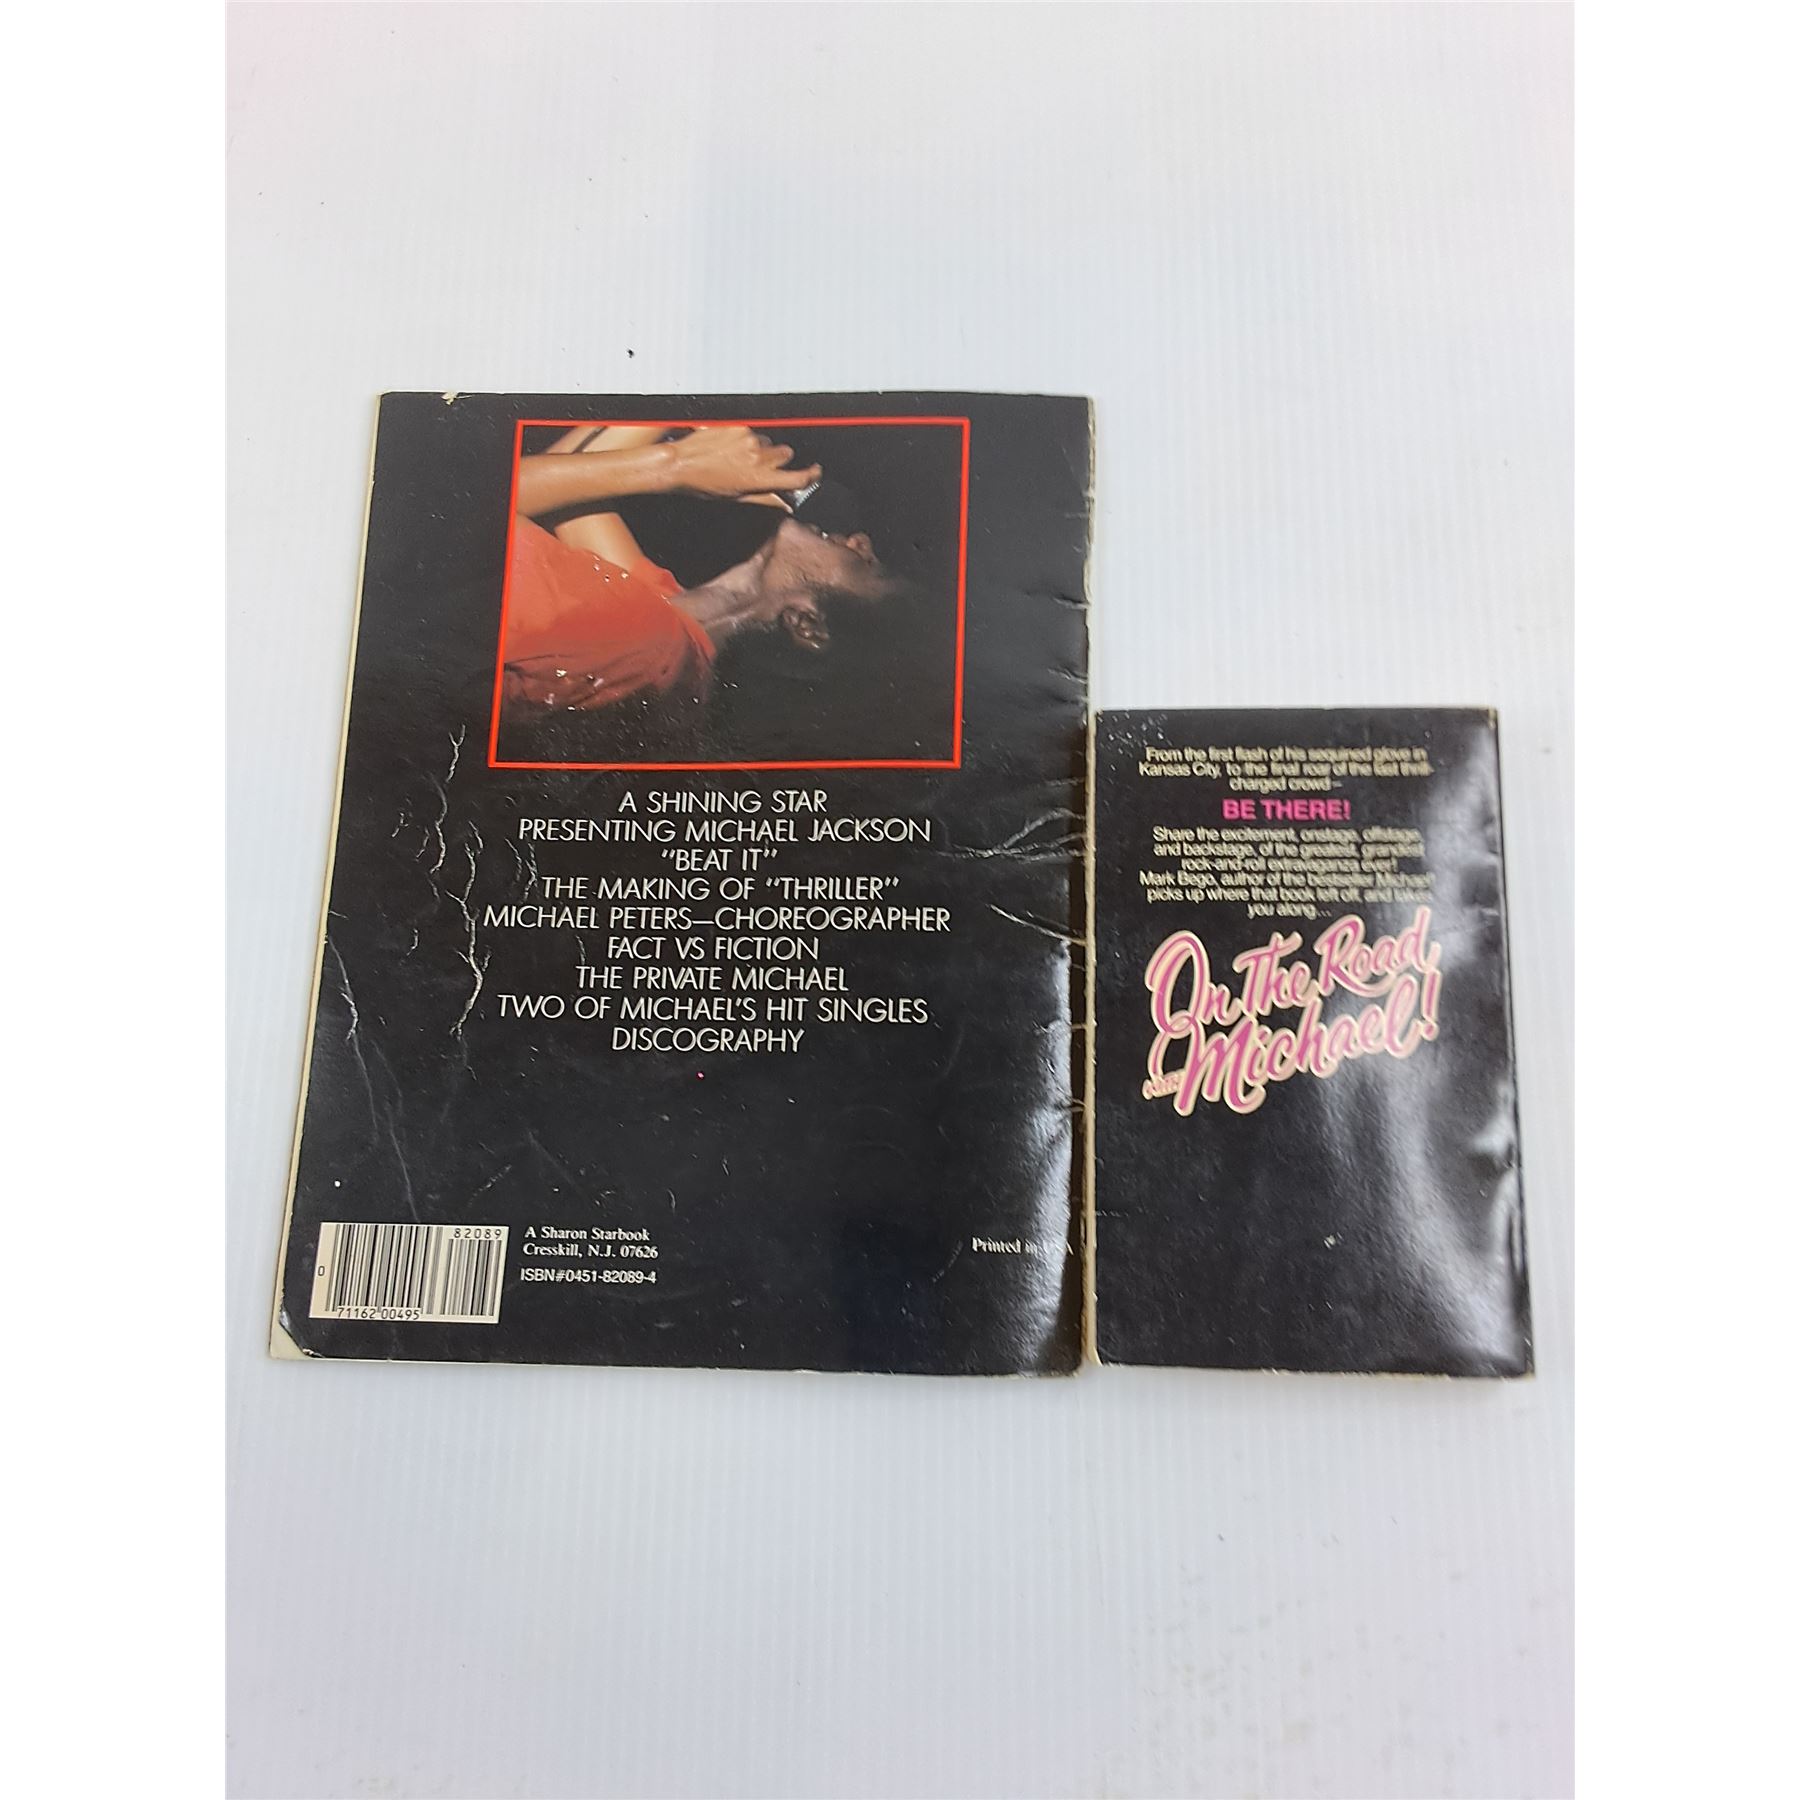 A SHINING STAR
PRESENTING MICHAEL JACKSON
"BEAT IT"
THE MAKING OF "THRILLER"
MICHAEL PETERS—CHOREOGRAPHER
FACT VS FICTION
THE PRIVATE MICHAEL
TWO OF MICHAEL'S HIT SINGLES
DISCOGRAPHY
82089
0
71162 00495
A Sharon Starbook
Cresskill, N.J. 07626
ISBN#0451-82089-4
Printed in USA
From the first flash of his sequined glove in
Kansas City, to the final roar of the last thrill-
charged crowd—
BE THERE!
Share the excitement, onstage, offstage,
and backstage, of the greatest, grandest
rock-and-roll extravaganza ever!
Mark Bego, author of the bestseller Michael!
picks up where that book left off, and takes
you along...
On The Road
with Michael!